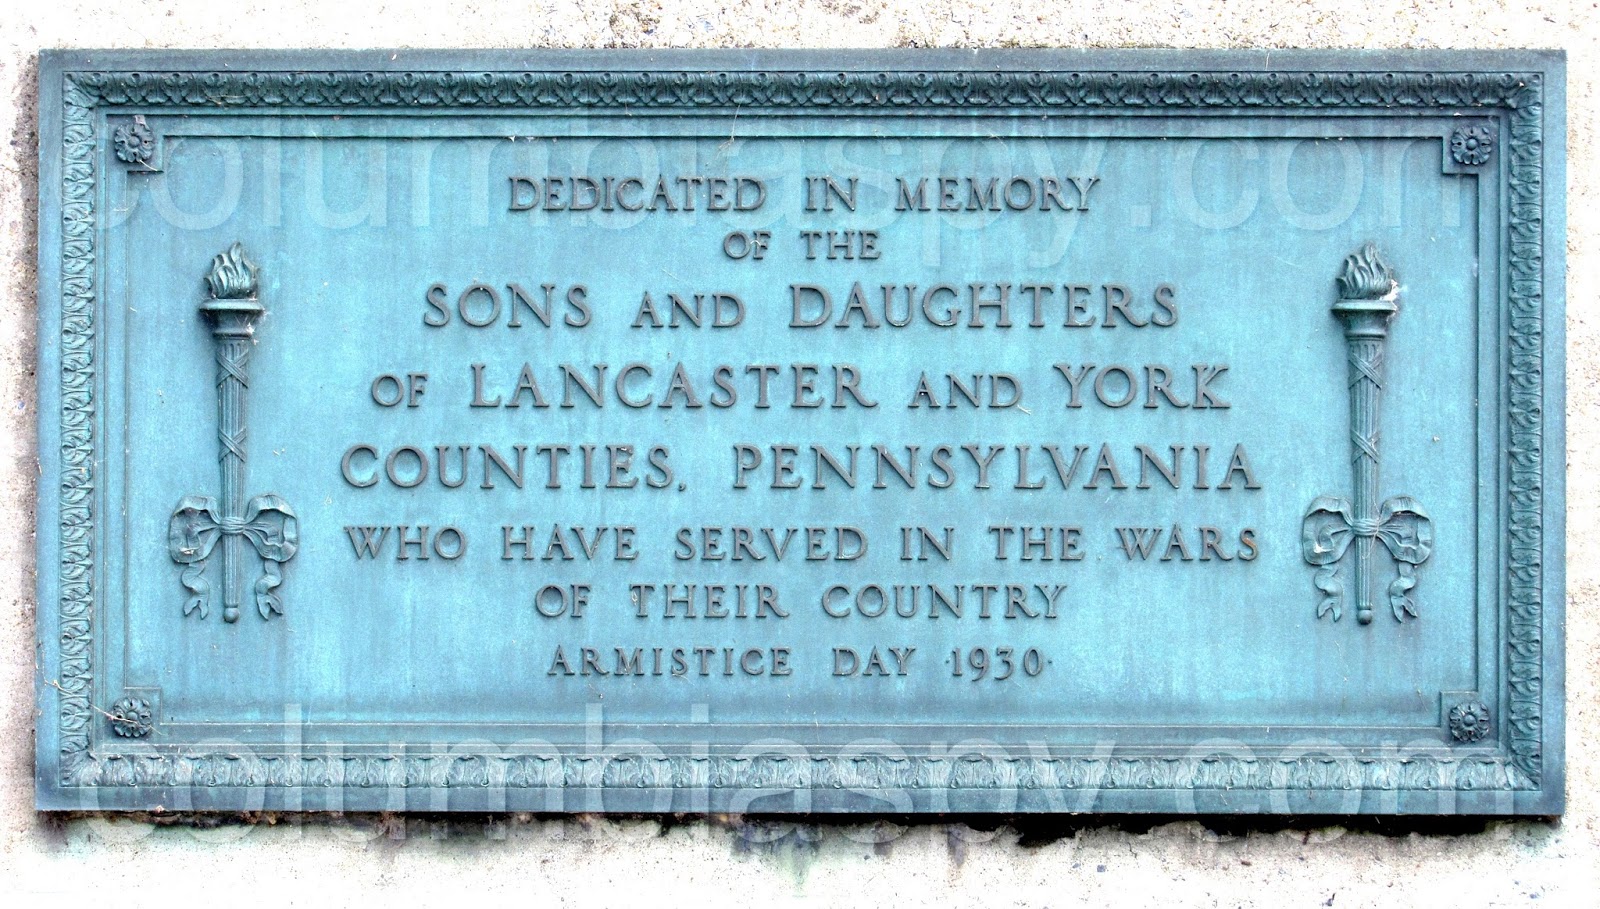 columbiaspy.com
DEDICATED IN MEMORY
OF THE
SONS AND DAUGHTERS
OF LANCASTER AND YORK
COUNTIES, PENNSYLVANIA
WHO HAVE SERVED IN THE WARS
OF THEIR COUNTRY
ARMISTICE DAY ·1930·
columbiaspy.com